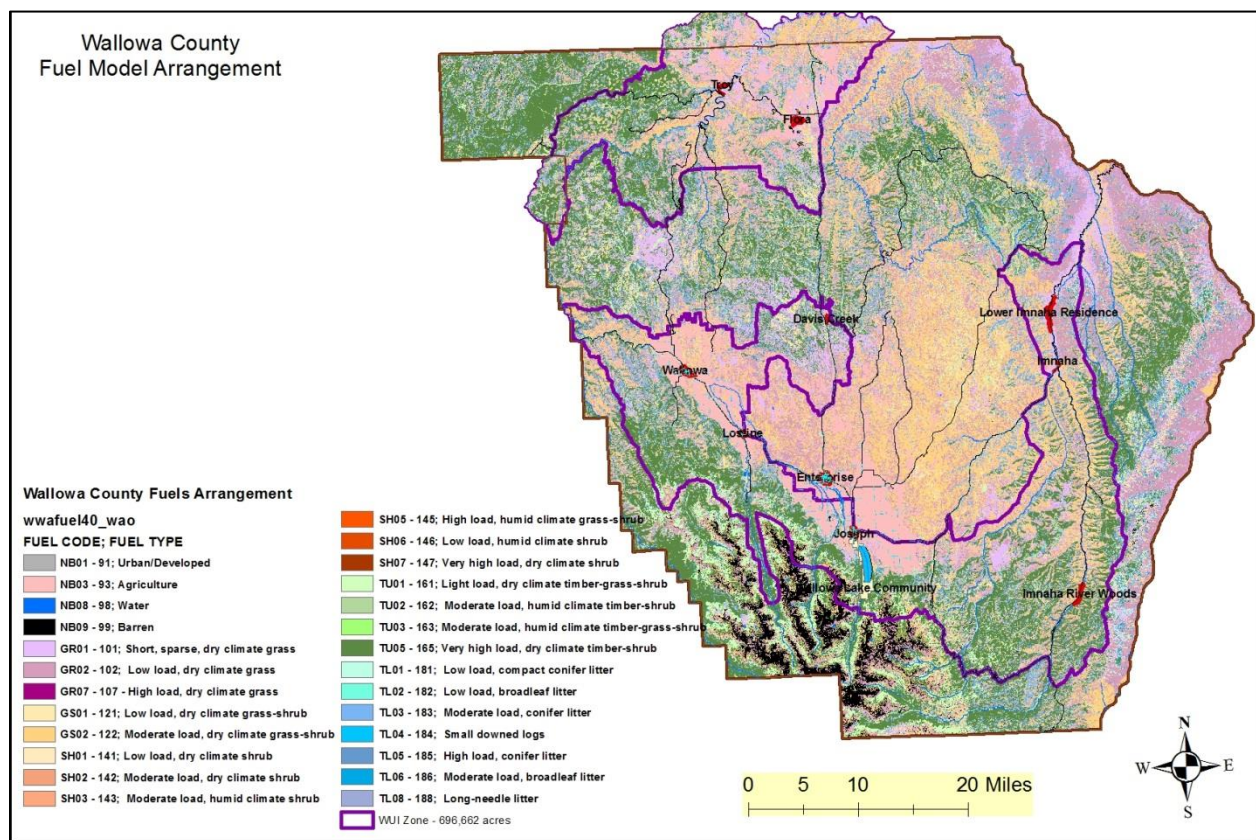 Wallowa County
Fuel Model Arrangement
Troy
Flora
Davis Creek
Lower Imnaha Residence
Imnaha
Wallowa
Lostine
Enterprise
Joseph
Wallowa Lake Community
Imnaha River Woods
Wallowa County Fuels Arrangement
wwafuel40_wao
FUEL CODE; FUEL TYPE
NB01 - 91; Urban/Developed
NB03 - 93; Agriculture
NB08 - 98; Water
NB09 - 99; Barren
GR01 - 101; Short, sparse, dry climate grass
GR02 - 102; Low load, dry climate grass
GR07 - 107 - High load, dry climate grass
GS01 - 121; Low load, dry climate grass-shrub
GS02 - 122; Moderate load, dry climate grass-shrub
SH01 - 141; Low load, dry climate shrub
SH02 - 142; Moderate load, dry climate shrub
SH03 - 143; Moderate load, humid climate shrub
SH05 - 145; High load, humid climate grass-shrub
SH06 - 146; Low load, humid climate shrub
SH07 - 147; Very high load, dry climate shrub
TU01 - 161; Light load, dry climate timber-grass-shrub
TU02 - 162; Moderate load, humid climate timber-shrub
TU03 - 163; Moderate load, humid climate timber-grass-shrub
TU05 - 165; Very high load, dry climate timber-shrub
TL01 - 181; Low load, compact conifer litter
TL02 - 182; Low load, broadleaf litter
TL03 - 183; Moderate load, conifer litter
TL04 - 184; Small downed logs
TL05 - 185; High load, conifer litter
TL06 - 186; Moderate load, broadleaf litter
TL08 - 188; Long-needle litter
WUI Zone - 696,662 acres
0 5 10 20 Miles
N
W E
S